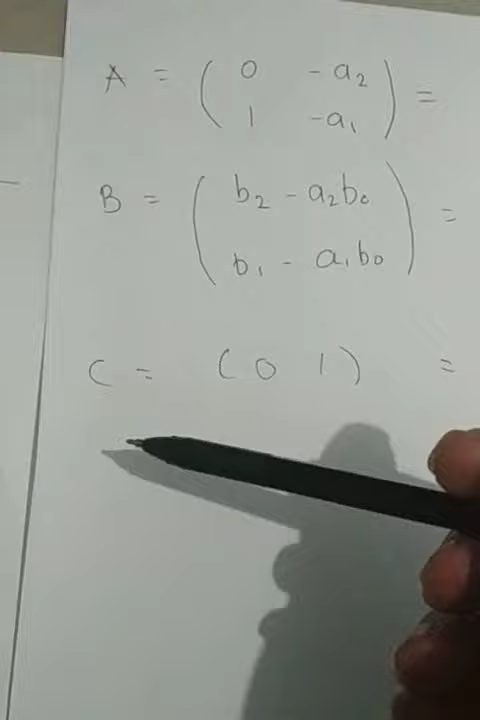 A = ( 0 - a₂ ) =
1 - a₁
B = ( b₂ - a₂b₀ ) =
b₁ - a₁b₀
C = ( 0 1 ) =